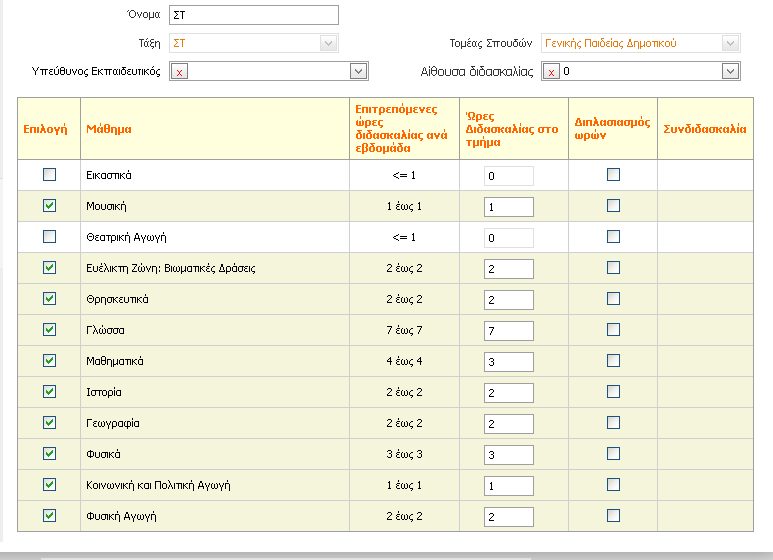 Όνομα ΣΤ
Τάξη ΣΤ Τομέας Σπουδών Γενικής Παιδείας Δημοτικού
Υπεύθυνος Εκπαιδευτικός x Αίθουσα διδασκαλίας x 0
Επιλογή Μάθημα Επιτρεπόμενες ώρες διδασκαλίας ανά εβδομάδα Ώρες Διδασκαλίας στο τμήμα Διπλασιασμός ωρών Συνδιδασκαλία
Εικαστικά <= 1 0
Μουσική 1 έως 1 1
Θεατρική Αγωγή <= 1 0
Ευέλικτη Ζώνη: Βιωματικές Δράσεις 2 έως 2 2
Θρησκευτικά 2 έως 2 2
Γλώσσα 7 έως 7 7
Μαθηματικά 4 έως 4 3
Ιστορία 2 έως 2 2
Γεωγραφία 2 έως 2 2
Φυσικά 3 έως 3 3
Κοινωνική και Πολιτική Αγωγή 1 έως 1 1
Φυσική Αγωγή 2 έως 2 2